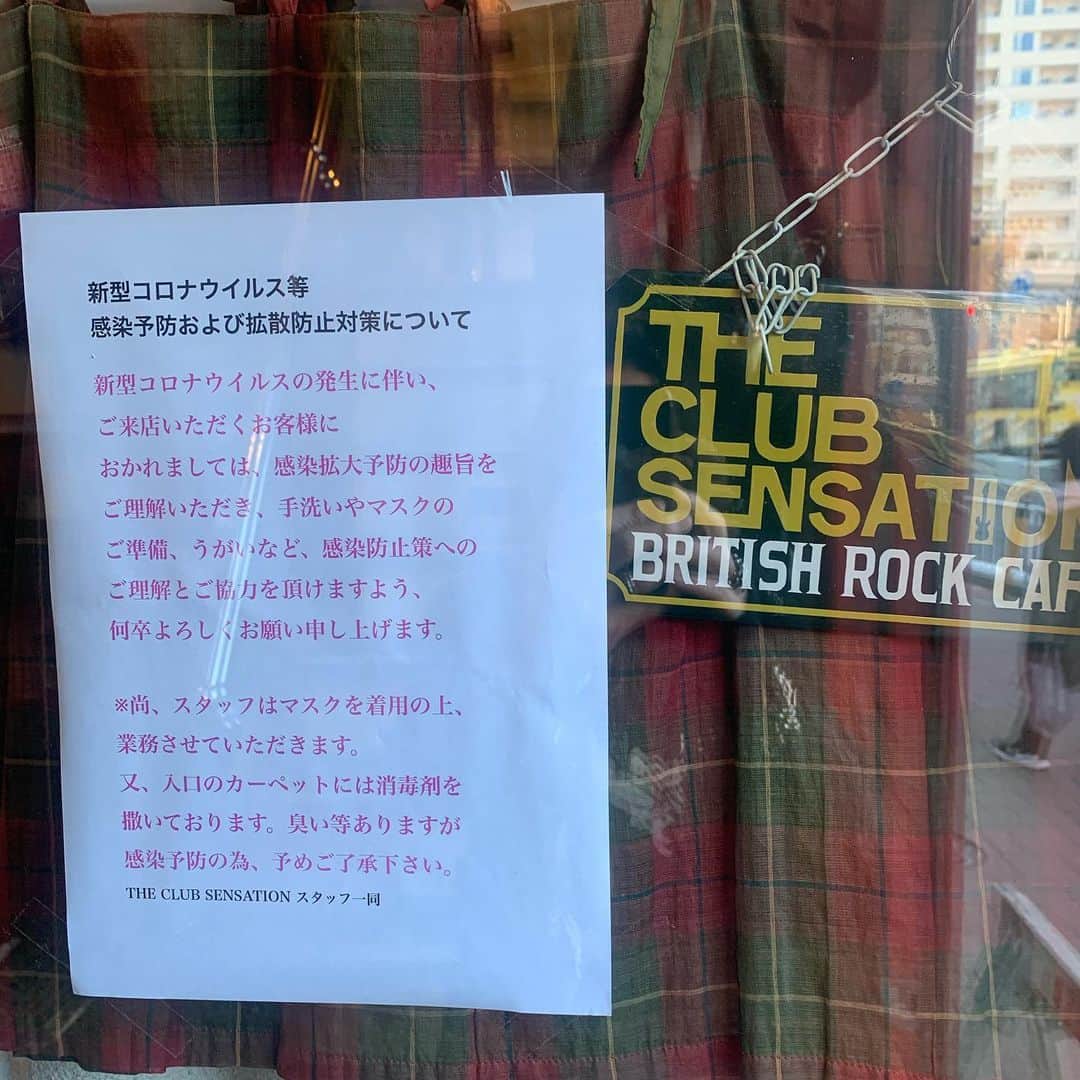 新型コロナウイルス等
感染予防および拡散防止対策について
新型コロナウイルスの発生に伴い、
ご来店いただくお客様に
おかれましては、感染拡大予防の趣旨を
ご理解いただき、手洗いやマスクの
ご準備、うがいなど、感染防止策への
ご理解とご協力を頂けますよう、
何卒よろしくお願い申し上げます。
※尚、スタッフはマスクを着用の上、
業務させていただきます。
又、入口のカーペットには消毒剤を
撒いております。臭い等ありますが
感染予防の為、予めご了承下さい。
THE CLUB SENSATION スタッフ一同
THE
CLUB
SENSATION
BRITISH ROCK CAF